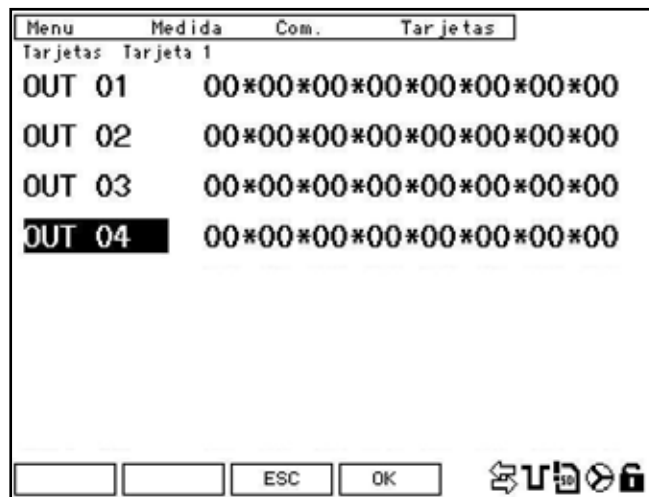 Menu Medida Com. Tarjetas
Tarjetas Tarjeta 1
OUT 01 00*00*00*00*00*00*00*00
OUT 02 00*00*00*00*00*00*00*00
OUT 03 00*00*00*00*00*00*00*00
OUT 04 00*00*00*00*00*00*00*00
ESC OK
SD